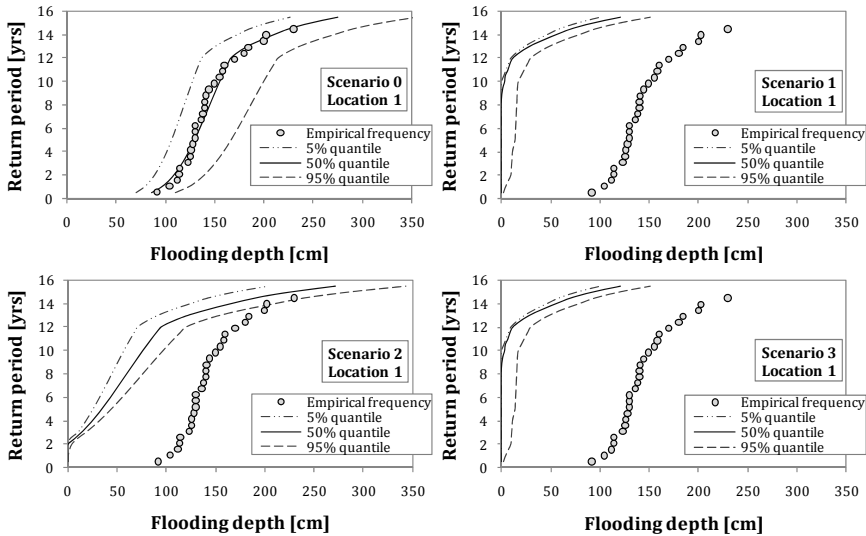 Return period [yrs]
16
14
12
10
8
6
4
2
0
0 50 100 150 200 250 300 350
Flooding depth [cm]
Scenario 0
Location 1
Empirical frequency
5% quantile
50% quantile
95% quantile
Return period [yrs]
16
14
12
10
8
6
4
2
0
0 50 100 150 200 250 300 350
Flooding depth [cm]
Scenario 1
Location 1
Empirical frequency
5% quantile
50% quantile
95% quantile
Return period [yrs]
16
14
12
10
8
6
4
2
0
0 50 100 150 200 250 300 350
Flooding depth [cm]
Scenario 2
Location 1
Empirical frequency
5% quantile
50% quantile
95% quantile
Return period [yrs]
16
14
12
10
8
6
4
2
0
0 50 100 150 200 250 300 350
Flooding depth [cm]
Scenario 3
Location 1
Empirical frequency
5% quantile
50% quantile
95% quantile